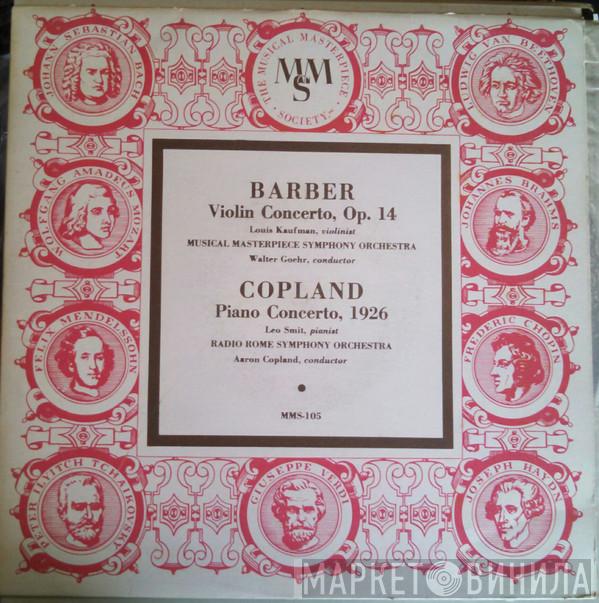 JOHANN SEBASTIAN BACH
MMS
THE MUSICAL MASTERPIECE SOCIETY INC
LUDWIG VAN BEETHOVEN
WOLFGANG AMADEUS MOZART
JOHANNES BRAHMS
BARBER
Violin Concerto, Op. 14
Louis Kaufman, violinist
MUSICAL MASTERPIECE SYMPHONY ORCHESTRA
Walter Goehr, conductor
COPLAND
Piano Concerto, 1926
Leo Smit, pianist
RADIO ROME SYMPHONY ORCHESTRA
Aaron Copland, conductor
MMS-105
FELIX MENDELSSOHN
FREDERIC CHOPIN
PETER ILYITCH TCHAIKOVSKY
GIUSEPPE VERDI
JOSEPH HAYDN
МАРКЕТ ВИНИЛА